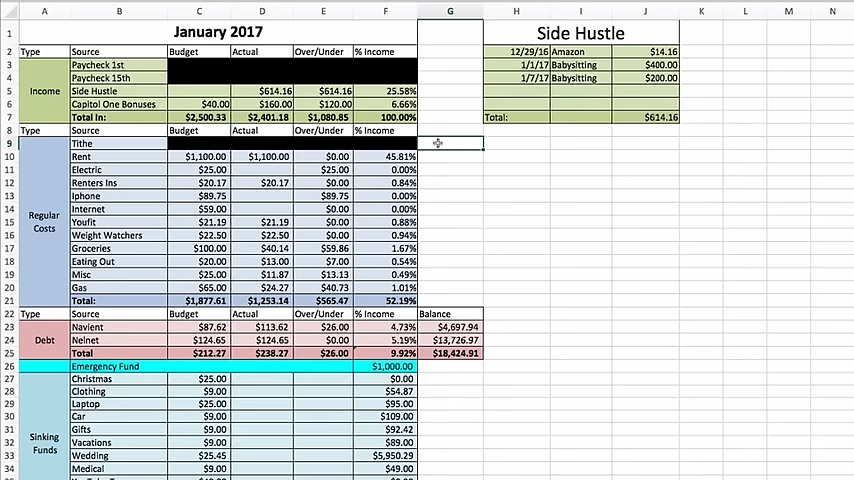 A B C D E F G H I J K L M N
1 January 2017 Side Hustle
2 Type Source Budget Actual Over/Under % Income 12/29/16 Amazon $14.16
3 Paycheck 1st 1/1/17 Babysitting $400.00
4 Paycheck 15th 1/7/17 Babysitting $200.00
5 Income Side Hustle $614.16 $614.16 25.58%
6 Capitol One Bonuses $40.00 $160.00 $120.00 6.66%
7 Total In: $2,500.33 $2,401.18 $1,080.85 100.00% Total: $614.16
8 Type Source Budget Actual Over/Under % Income
9 Tithe
10 Rent $1,100.00 $1,100.00 $0.00 45.81%
11 Electric $25.00 $25.00 0.00%
12 Renters Ins $20.17 $20.17 $0.00 0.84%
13 Iphone $89.75 $89.75 0.00%
14 Internet $59.00 $0.00 0.00%
15 Regular Costs Youfit $21.19 $21.19 $0.00 0.88%
16 Weight Watchers $22.50 $22.50 $0.00 0.94%
17 Groceries $100.00 $40.14 $59.86 1.67%
18 Eating Out $20.00 $13.00 $7.00 0.54%
19 Misc $25.00 $11.87 $13.13 0.49%
20 Gas $65.00 $24.27 $40.73 1.01%
21 Total: $1,877.61 $1,253.14 $565.47 52.19%
22 Type Source Budget Actual Over/Under % Income Balance
23 Navient $87.62 $113.62 $26.00 4.73% $4,697.94
24 Debt Nelnet $124.65 $124.65 $0.00 5.19% $13,726.97
25 Total $212.27 $238.27 $26.00 9.92% $18,424.91
26 Emergency Fund $1,000.00
27 Christmas $25.00 $0.00
28 Clothing $9.00 $54.87
29 Laptop $25.00 $95.00
30 Car $9.00 $109.00
31 Gifts $9.00 $92.42
32 Sinking Funds Vacations $9.00 $89.00
33 Wedding $25.45 $5,950.29
34 Medical $9.00 $49.00